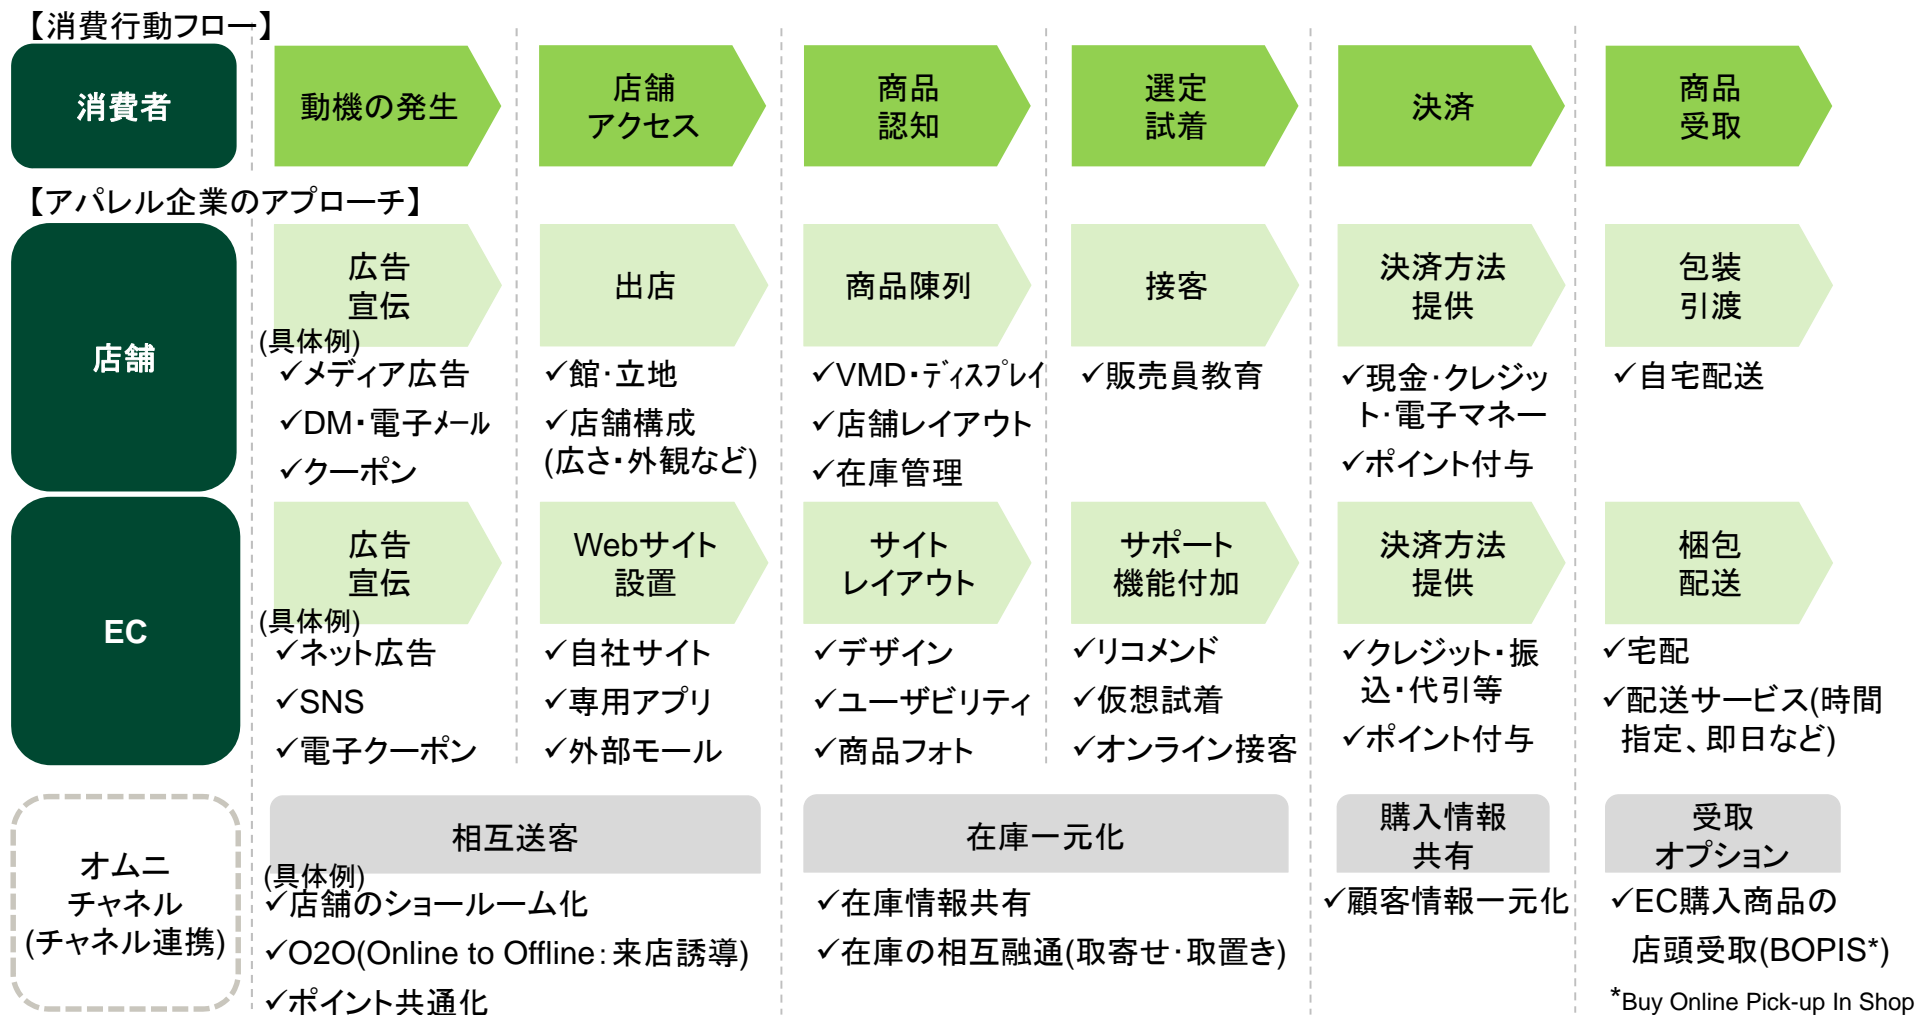 【消費行動フロー】
消費者
動機の発生
店舗
アクセス
商品
認知
選定
試着
決済
商品
受取
【アパレル企業のアプローチ】
店舗
広告
宣伝
(具体例)
✓メディア広告
✓DM・電子メール
✓クーポン
出店
✓館・立地
✓店舗構成
(広さ・外観など)
商品陳列
✓VMD・ディスプレイ
✓店舗レイアウト
✓在庫管理
接客
✓販売員教育
決済方法
提供
✓現金・クレジッ
ト・電子マネー
✓ポイント付与
包装
引渡
✓自宅配送
EC
広告
宣伝
(具体例)
✓ネット広告
✓SNS
✓電子クーポン
Webサイト
設置
✓自社サイト
✓専用アプリ
✓外部モール
サイト
レイアウト
✓デザイン
✓ユーザビリティ
✓商品フォト
サポート
機能付加
✓リコメンド
✓仮想試着
✓オンライン接客
決済方法
提供
✓クレジット・振
込・代引等
✓ポイント付与
梱包
配送
✓宅配
✓配送サービス(時間
指定、即日など)
オムニ
チャネル
(チャネル連携)
相互送客
(具体例)
✓店舗のショールーム化
✓O2O(Online to Offline：来店誘導)
✓ポイント共通化
在庫一元化
✓在庫情報共有
✓在庫の相互融通(取寄せ・取置き)
購入情報
共有
✓顧客情報一元化
受取
オプション
✓EC購入商品の
店頭受取(BOPIS*)
*Buy Online Pick-up In Shop